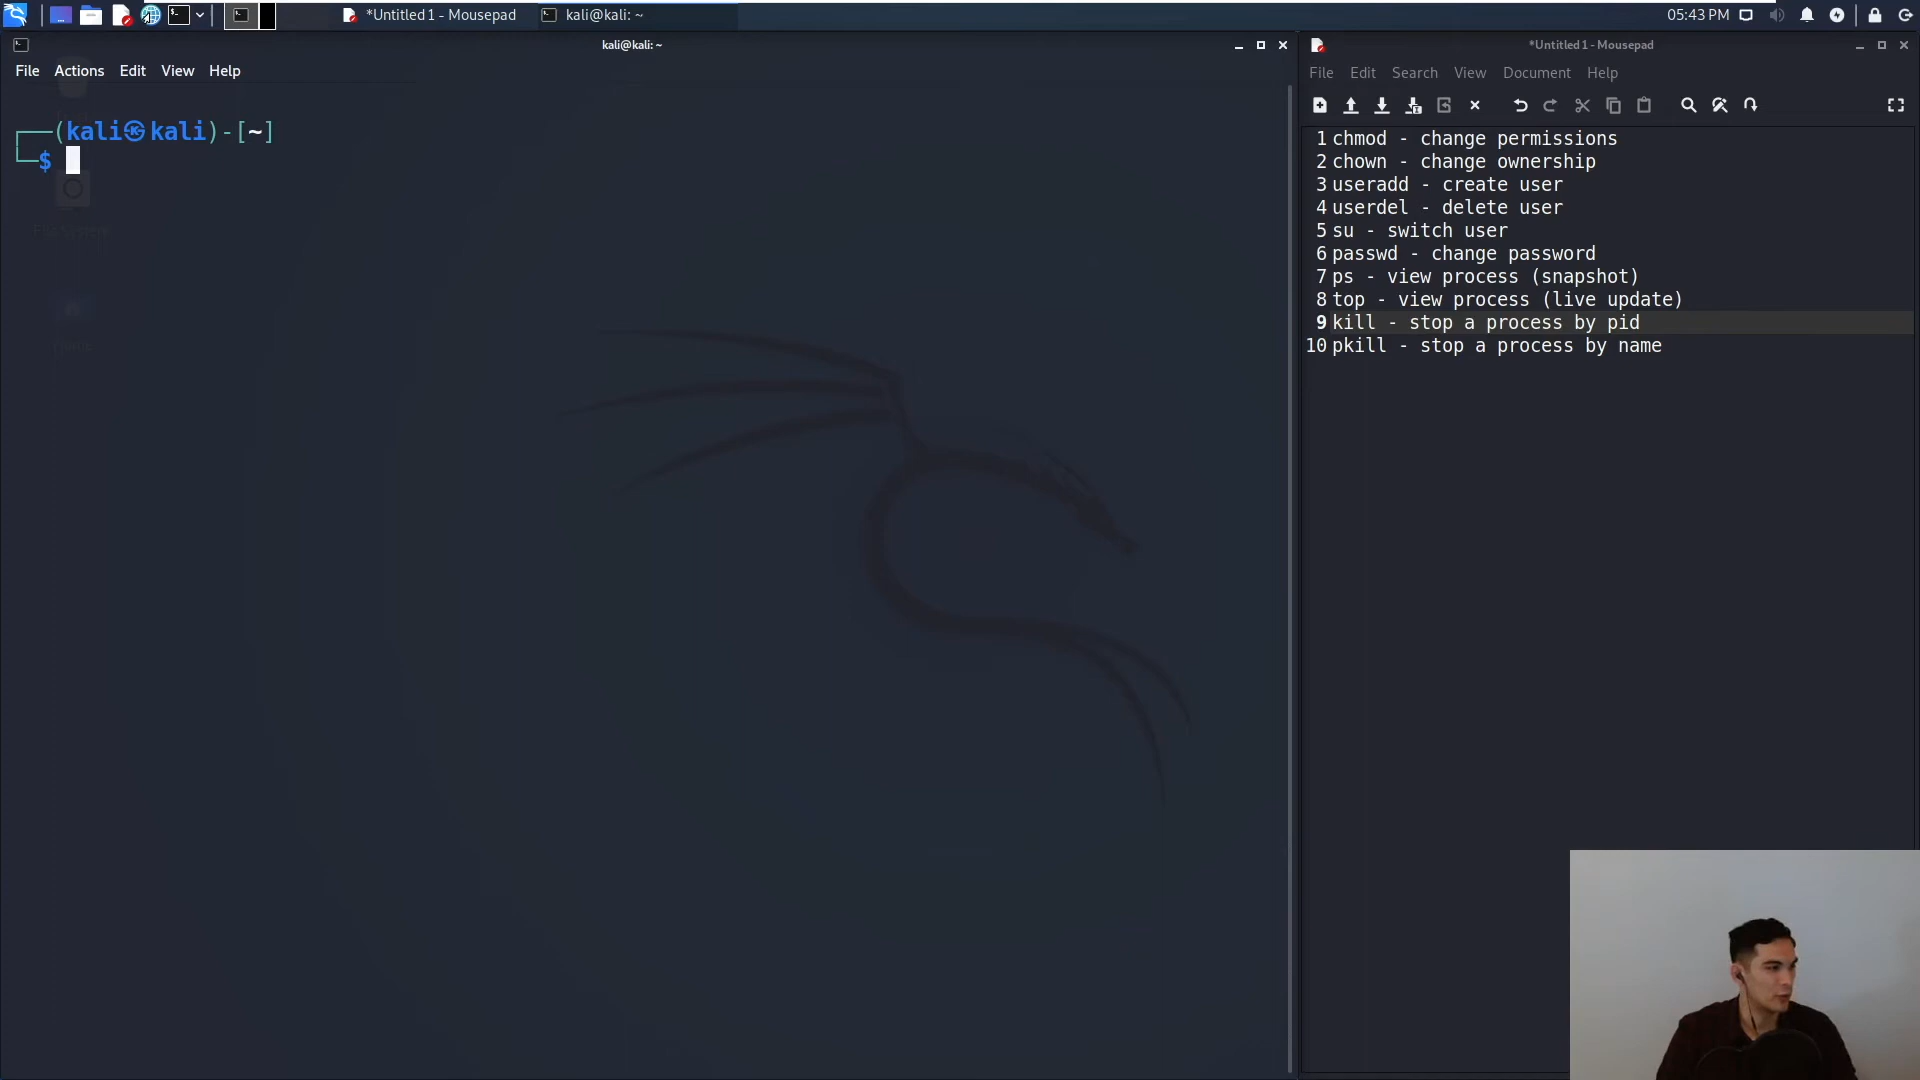 *Untitled 1 - Mousepad
kali@kali: ~
05:43 PM
kali@kali: ~
File Actions Edit View Help
┌──(kali㉿kali)-[~]
└─$
File System
Home
*Untitled 1 - Mousepad
File Edit Search View Document Help
1 chmod - change permissions
2 chown - change ownership
3 useradd - create user
4 userdel - delete user
5 su - switch user
6 passwd - change password
7 ps - view process (snapshot)
8 top - view process (live update)
9 kill - stop a process by pid
10 pkill - stop a process by name